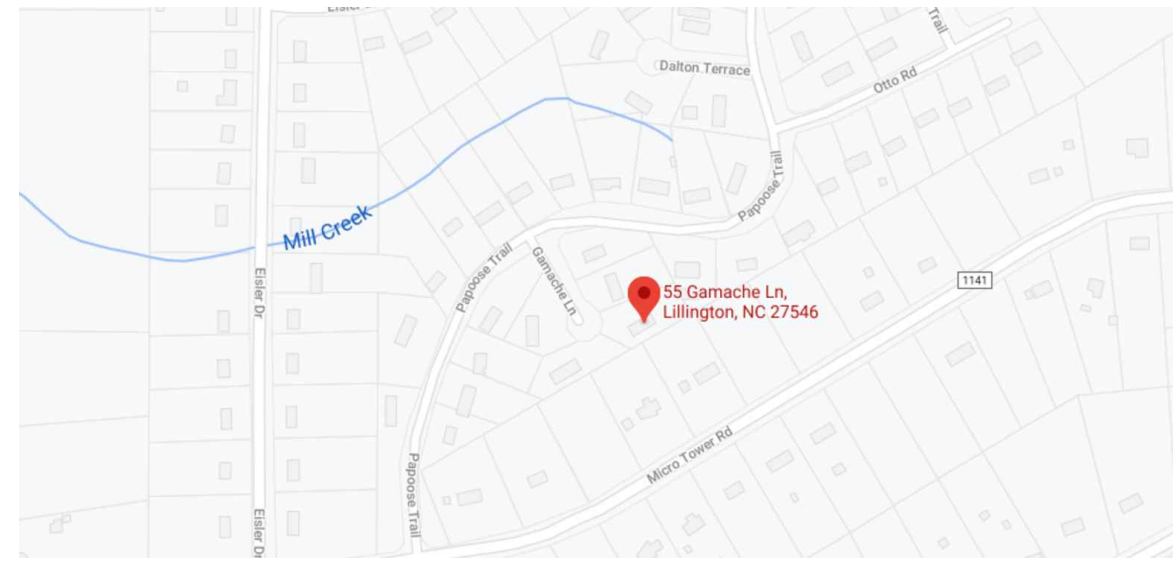 Trail
Dalton Terrace
Otto Rd
Papoose Trail
Mill Creek
Papoose Trail
Gamache Ln
Eisler Dr
1141
55 Gamache Ln,
Lillington, NC 27546
Micro Tower Rd
Papoose Trail
Eisler Dr